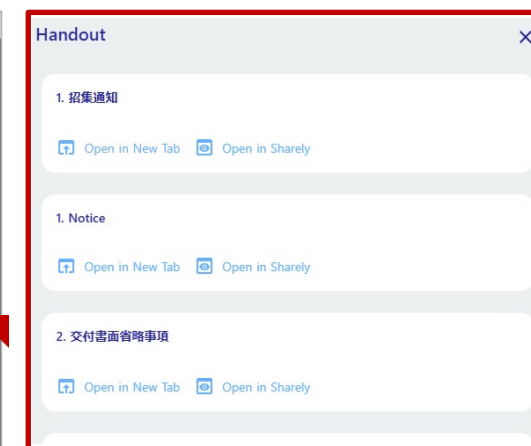 Handout
1. 招集通知
Open in New Tab Open in Sharely
1. Notice
Open in New Tab Open in Sharely
2. 交付書面省略事項
Open in New Tab Open in Sharely